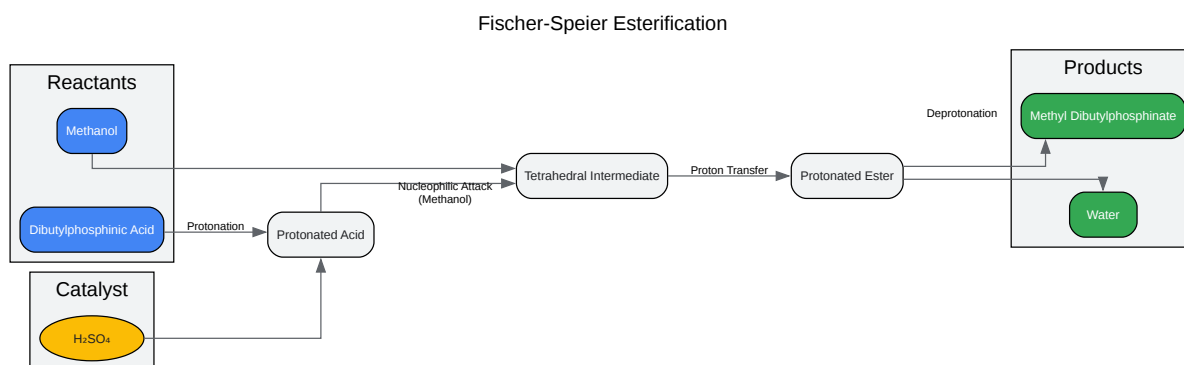 Fischer-Speier Esterification
Reactants
Products
Methanol
Methyl Dibutylphosphinate
Deprotonation
Tetrahedral Intermediate
Proton Transfer
Protonated Ester
Nucleophilic Attack
(Methanol)
Dibutylphosphinic Acid
Protonation
Protonated Acid
Water
Catalyst
H₂SO₄